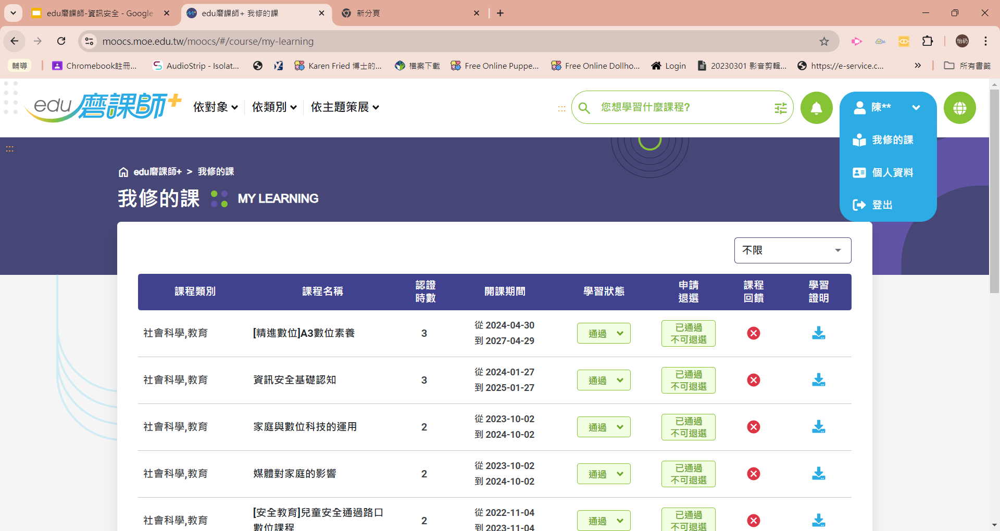 edu磨課師-資訊安全 - Google
edu磨課師+ 我修的課
新分頁
moocs.moe.edu.tw/moocs/#/course/my-learning
怡礽
輔導
Chromebook註冊...
AudioStrip - Isolat...
Karen Fried 博士的...
檔案下載
Free Online Puppe...
Free Online Dollho...
Login
20230301 影音剪輯...
https://e-service.c...
所有書籤
edu磨課師+
依對象
依類別
依主題策展
您想學習什麼課程?
陳**
我修的課
個人資料
登出
edu磨課師+ > 我修的課
我修的課 MY LEARNING
不限
課程類別 課程名稱 認證時數 開課期間 學習狀態 申請退選 課程回饋 學習證明
社會科學,教育 [精進數位]A3數位素養 3 從 2024-04-30 到 2027-04-29 通過 已通過 不可退選
社會科學,教育 資訊安全基礎認知 3 從 2024-01-27 到 2025-01-27 通過 已通過 不可退選
社會科學,教育 家庭與數位科技的運用 2 從 2023-10-02 到 2024-10-02 通過 已通過 不可退選
社會科學,教育 媒體對家庭的影響 2 從 2023-10-02 到 2024-10-02 通過 已通過 不可退選
社會科學,教育 [安全教育]兒童安全通過路口數位課程 2 從 2022-11-04 到 2023-11-04 通過 已通過 不可退選